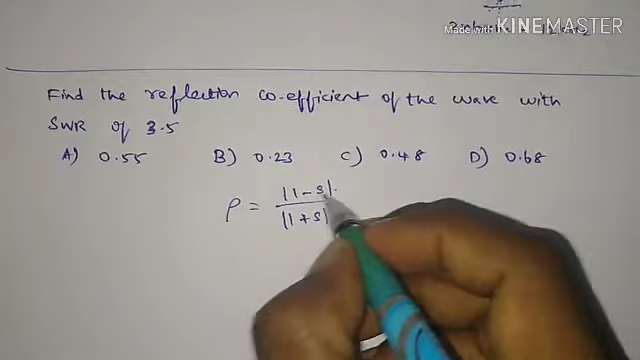 Made with KINEMASTER
Find the reflection co-efficient of the wave with
SWR of 3.5
A) 0.55 B) 0.23 C) 0.48 D) 0.68
ρ = |1-S|
|1+S|